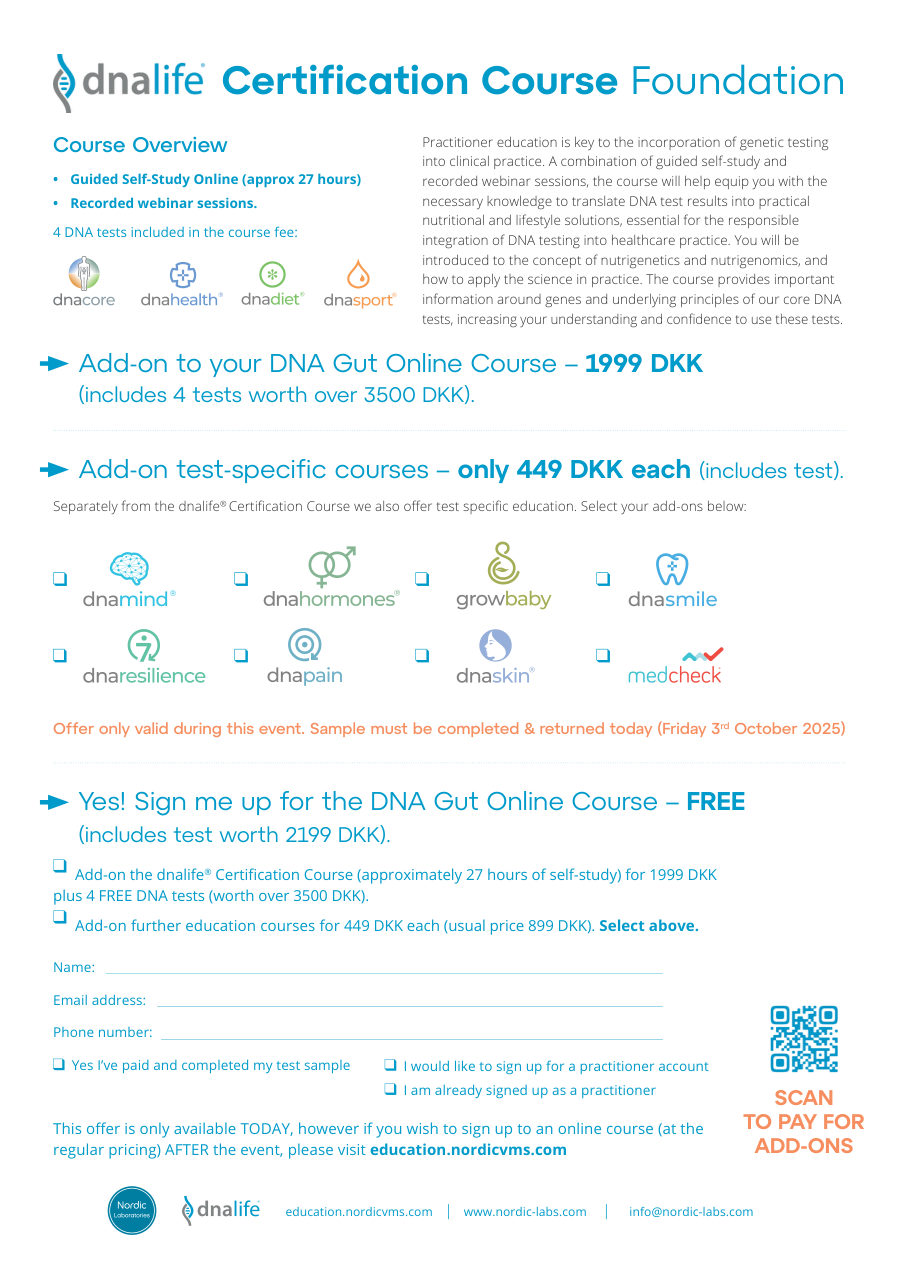 dnalife® Certification Course Foundation
Course Overview
• Guided Self-Study Online (approx 27 hours)
• Recorded webinar sessions.
4 DNA tests included in the course fee:
dnacore dnahealth® dnadiet® dnasport®
Practitioner education is key to the incorporation of genetic testing
into clinical practice. A combination of guided self-study and
recorded webinar sessions, the course will help equip you with the
necessary knowledge to translate DNA test results into practical
nutritional and lifestyle solutions, essential for the responsible
integration of DNA testing into healthcare practice. You will be
introduced to the concept of nutrigenetics and nutrigenomics, and
how to apply the science in practice. The course provides important
information around genes and underlying principles of our core DNA
tests, increasing your understanding and confidence to use these tests.
Add-on to your DNA Gut Online Course – 1999 DKK
(includes 4 tests worth over 3500 DKK).
Add-on test-specific courses – only 449 DKK each (includes test).
Separately from the dnalife® Certification Course we also offer test specific education. Select your add-ons below:
❏ dnamind® ❏ dnahormones® ❏ growbaby ❏ dnasmile
❏ dnaresilience ❏ dnapain ❏ dnaskin® ❏ medcheck
Offer only valid during this event. Sample must be completed & returned today (Friday 3rd October 2025)
Yes! Sign me up for the DNA Gut Online Course – FREE
(includes test worth 2199 DKK).
❏ Add-on the dnalife® Certification Course (approximately 27 hours of self-study) for 1999 DKK
plus 4 FREE DNA tests (worth over 3500 DKK).
❏ Add-on further education courses for 449 DKK each (usual price 899 DKK). Select above.
Name:
Email address:
Phone number:
❏ Yes I've paid and completed my test sample
❏ I would like to sign up for a practitioner account
❏ I am already signed up as a practitioner
SCAN
TO PAY FOR
ADD-ONS
This offer is only available TODAY, however if you wish to sign up to an online course (at the
regular pricing) AFTER the event, please visit education.nordicvms.com
Nordic
Laboratories
dnalife
education.nordicvms.com | www.nordic-labs.com | info@nordic-labs.com